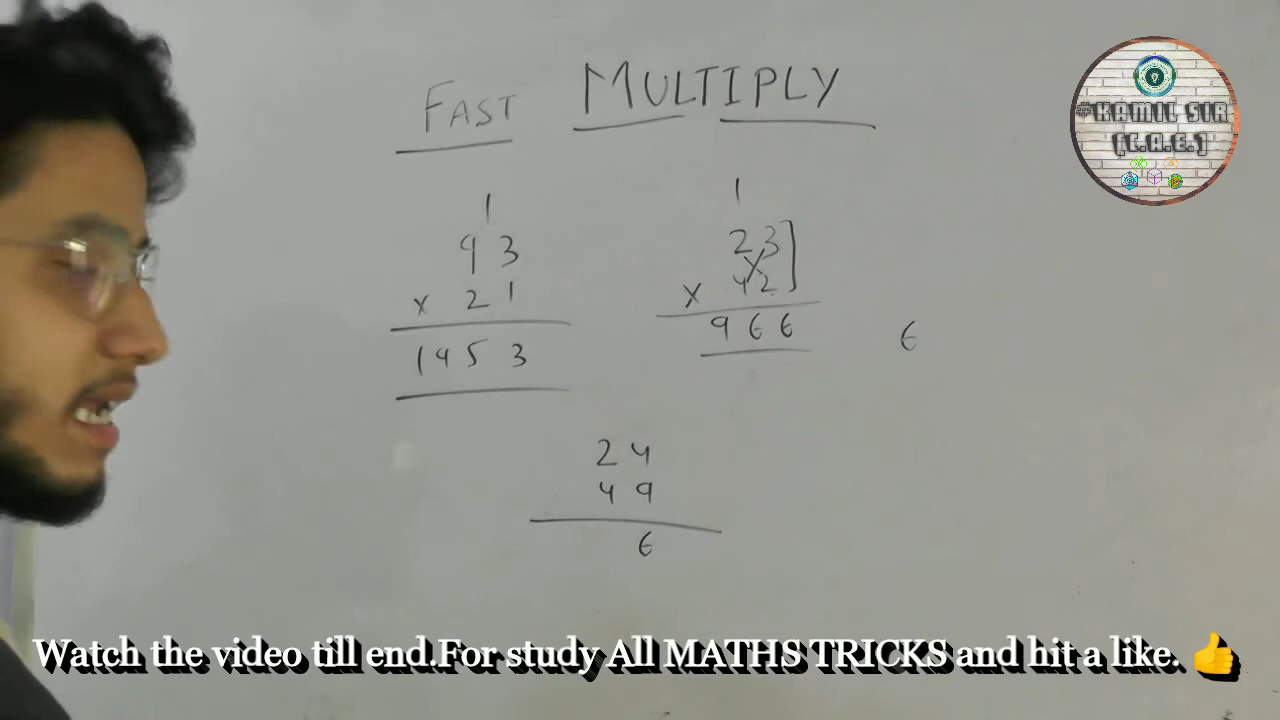 FAST MULTIPLY
#KAMIL SIR
[C.A.E.]
1
93
x 21
1953
1
23
x 42
966
6
24
49
6
Watch the video till end.For study All MATHS TRICKS and hit a like. 👍